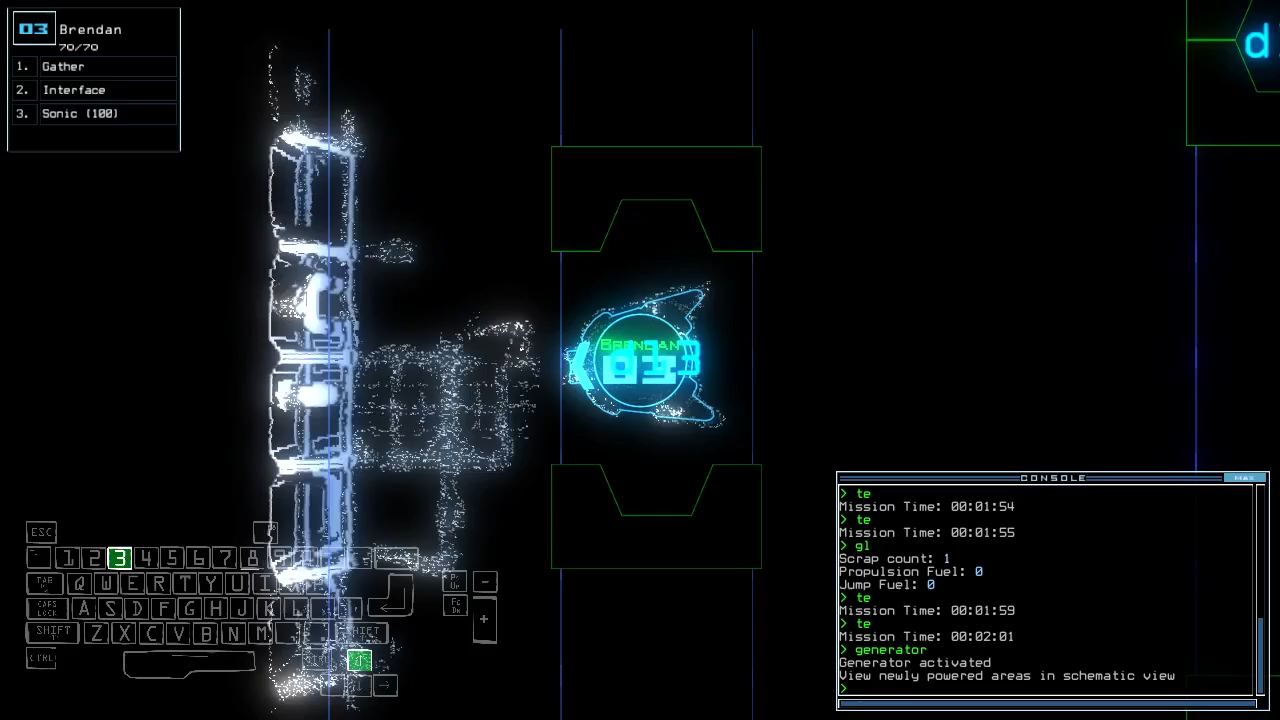 03 Brendan
70/70
1. Gather
2. Interface
3. Sonic (100)
d
BRENDAN
03
CONSOLE
MAX
> te
Mission Time: 00:01:54
> te
Mission Time: 00:01:55
> gl
Scrap count: 1
Propulsion Fuel: 0
Jump Fuel: 0
> te
Mission Time: 00:01:59
> te
Mission Time: 00:02:01
> generator
Generator activated
View newly powered areas in schematic view
>
ESC
1 2 3 4 5 6 7 8
TAB Q W E R T Y U I
CAPS LOCK A S D F G H J K L
SHIFT Z X C V B N M
CTRL